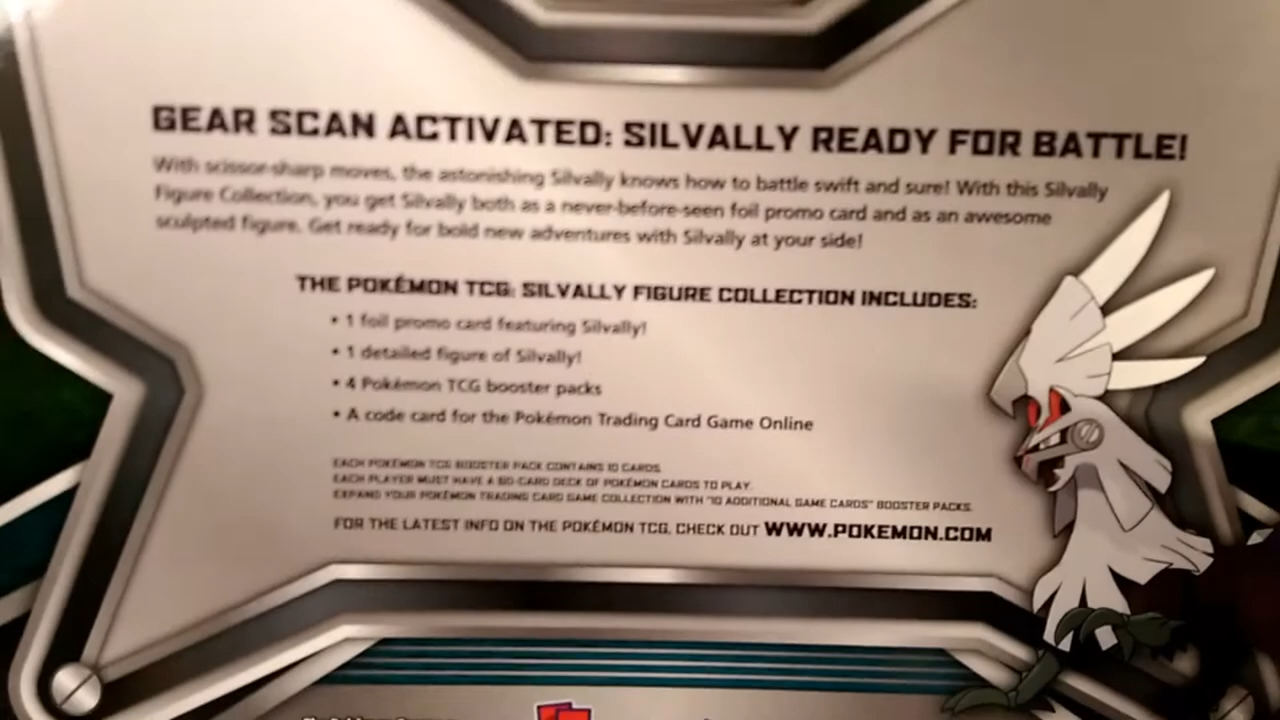 GEAR SCAN ACTIVATED: SILVALLY READY FOR BATTLE!
With scissor-sharp moves, the astonishing Silvally knows how to battle swift and sure! With this Silvally
Figure Collection, you get Silvally both as a never-before-seen foil promo card and as an awesome
sculpted figure. Get ready for bold new adventures with Silvally at your side!
THE POKÉMON TCG: SILVALLY FIGURE COLLECTION INCLUDES:
• 1 foil promo card featuring Silvally!
• 1 detailed figure of Silvally!
• 4 Pokémon TCG booster packs
• A code card for the Pokémon Trading Card Game Online
EACH POKÉMON TCG BOOSTER PACK CONTAINS 10 CARDS.
EACH PLAYER MUST HAVE A 60-CARD DECK OF POKÉMON CARDS TO PLAY.
EXPAND YOUR POKÉMON TRADING CARD GAME COLLECTION WITH "10 ADDITIONAL GAME CARDS" BOOSTER PACKS.
FOR THE LATEST INFO ON THE POKÉMON TCG, CHECK OUT WWW.POKEMON.COM